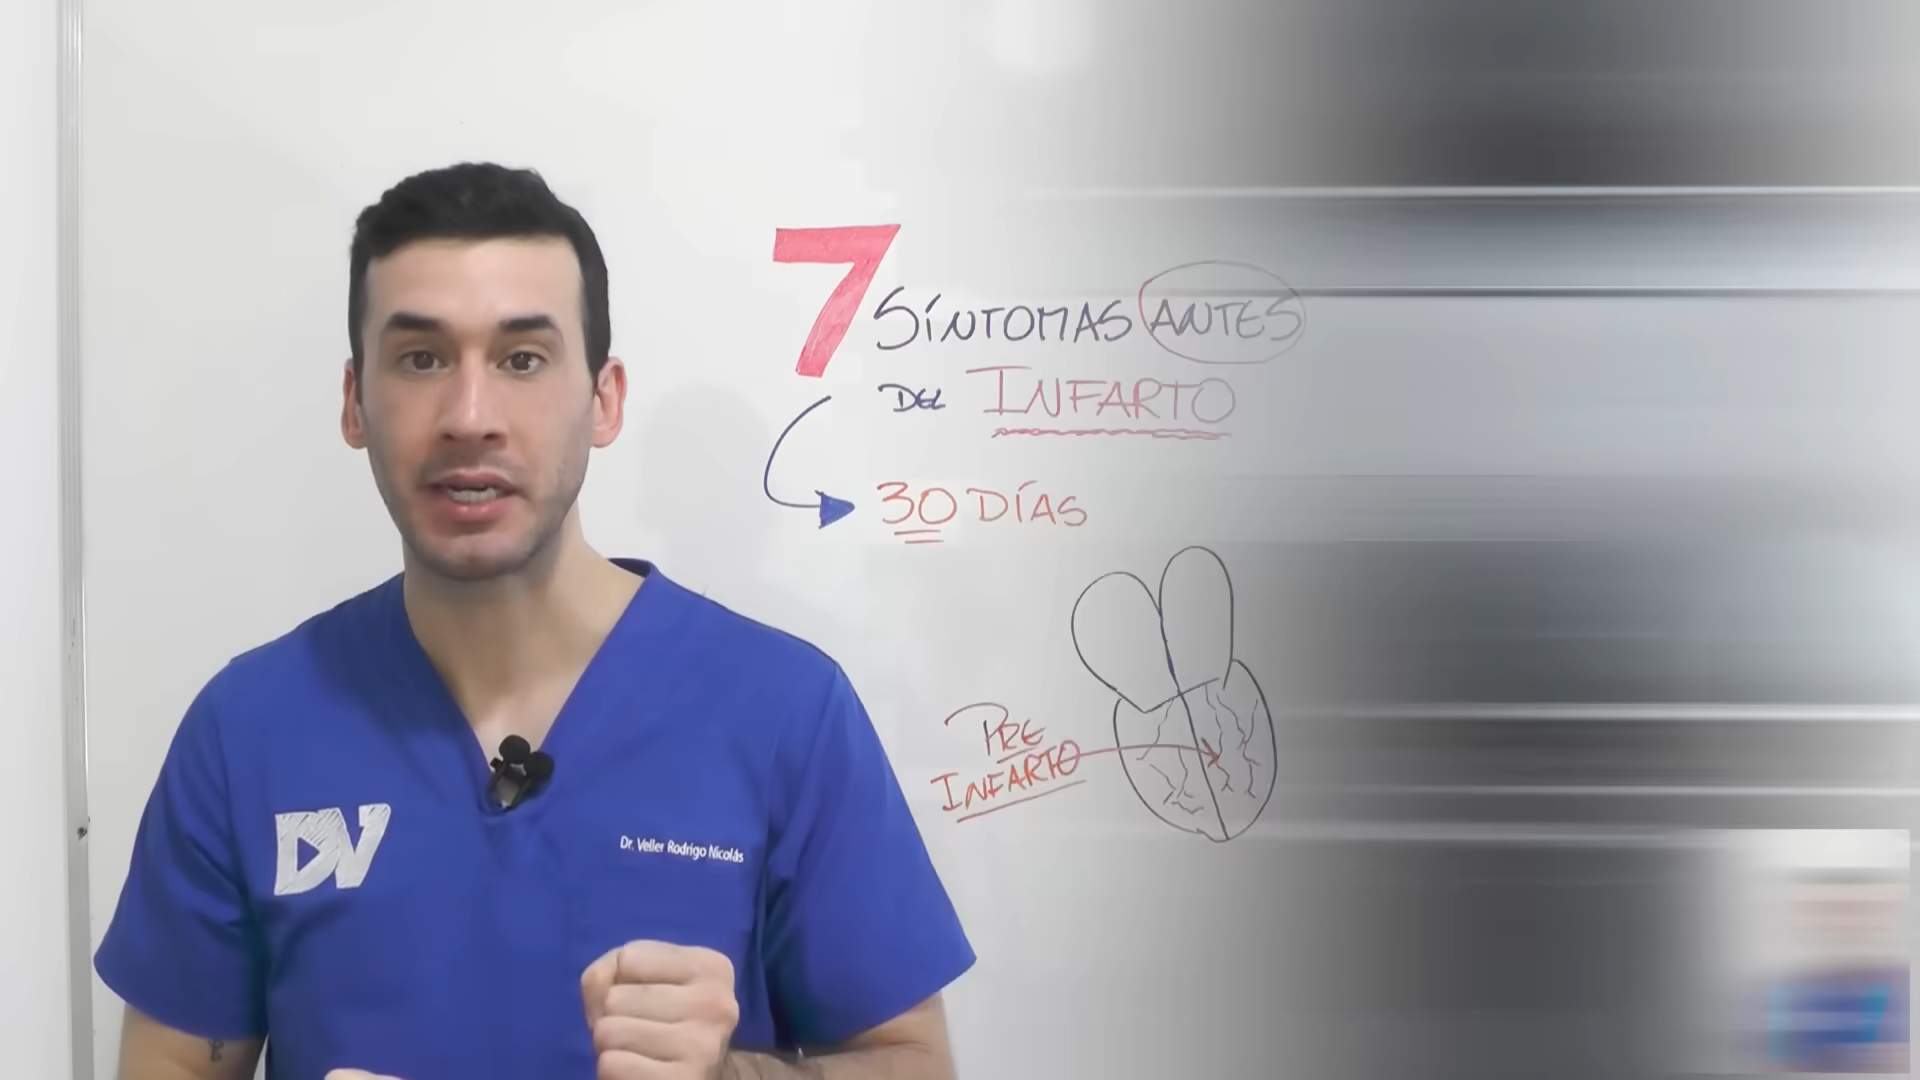 7 SÍNTOMAS ANTES
DEL INFARTO
30 DÍAS
PRE
INFARTO
DV
Dr. Veller Rodrigo Nicolás